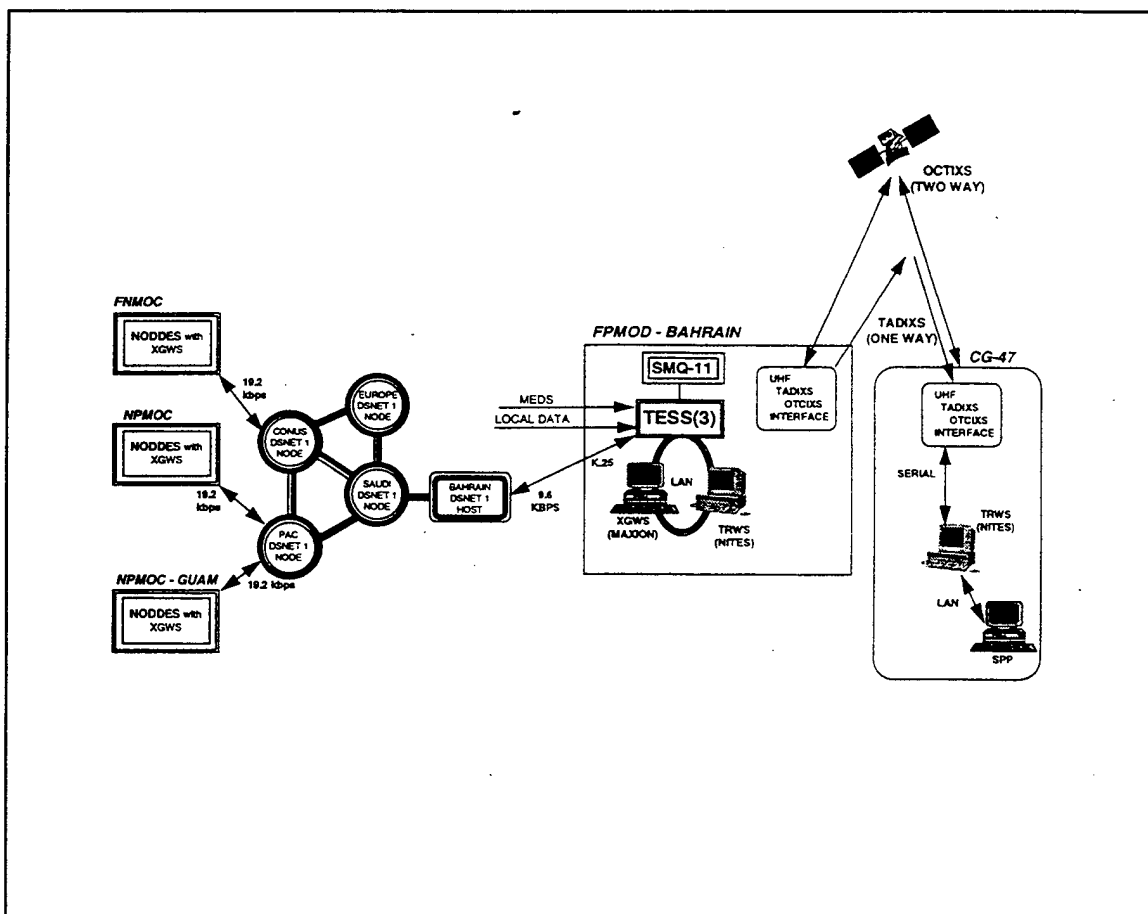 OCTIXS
(TWO WAY)
FNMOC
NODDES with
XGWS
19.2
kbps
NPMOC
NODDES with
XGWS
19.2
kbps
NPMOC - GUAM
NODDES with
XGWS
19.2 kbps
EUROPE
DSNET 1
NODE
CONUS
DSNET 1
NODE
SAUDI
DSNET 1
NODE
PAC
DSNET 1
NODE
BAHRAIN
DSNET 1
HOST
MEDS
LOCAL DATA
K.25
9.6
KBPS
FPMOD - BAHRAIN
SMQ-11
TESS(3)
LAN
XGWS
(MAXION)
TRWS
(NITES)
UHF
TADIXS
OTCIXS
INTERFACE
TADIXS
(ONE WAY)
CG-47
UHF
TADIXS
OTCIXS
INTERFACE
SERIAL
TRWS
(NITES)
LAN
SPP